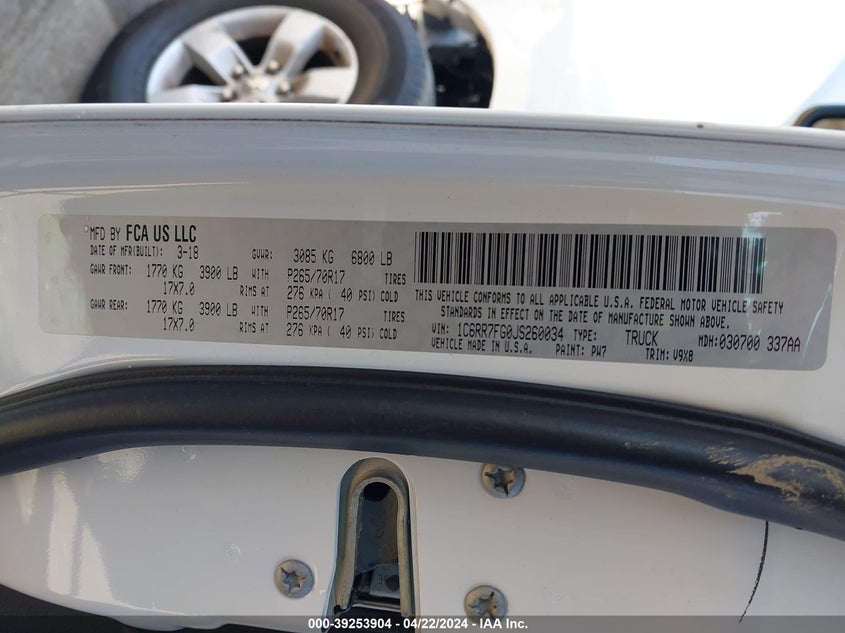 MFD BY FCA US LLC
DATE OF MFR(BUILT): 3-18 GVWR: 3085 KG 6800 LB
GAWR FRONT: 1770 KG 3900 LB WITH P265/70R17 TIRES
17X7.0 RIMS AT 276 KPA ( 40 PSI) COLD
GAWR REAR: 1770 KG 3900 LB WITH P265/70R17 TIRES
17X7.0 RIMS AT 276 KPA ( 40 PSI) COLD
THIS VEHICLE CONFORMS TO ALL APPLICABLE U.S.A. FEDERAL MOTOR VEHICLE SAFETY
STANDARDS IN EFFECT ON THE DATE OF MANUFACTURE SHOWN ABOVE.
VIN: 1C6RR7FG0JS260034 TYPE: TRUCK MDH:030700 337AA
VEHICLE MADE IN U.S.A. PAINT: PW7 TRIM: V9X8
000-39253904 - 04/22/2024 - IAA Inc.